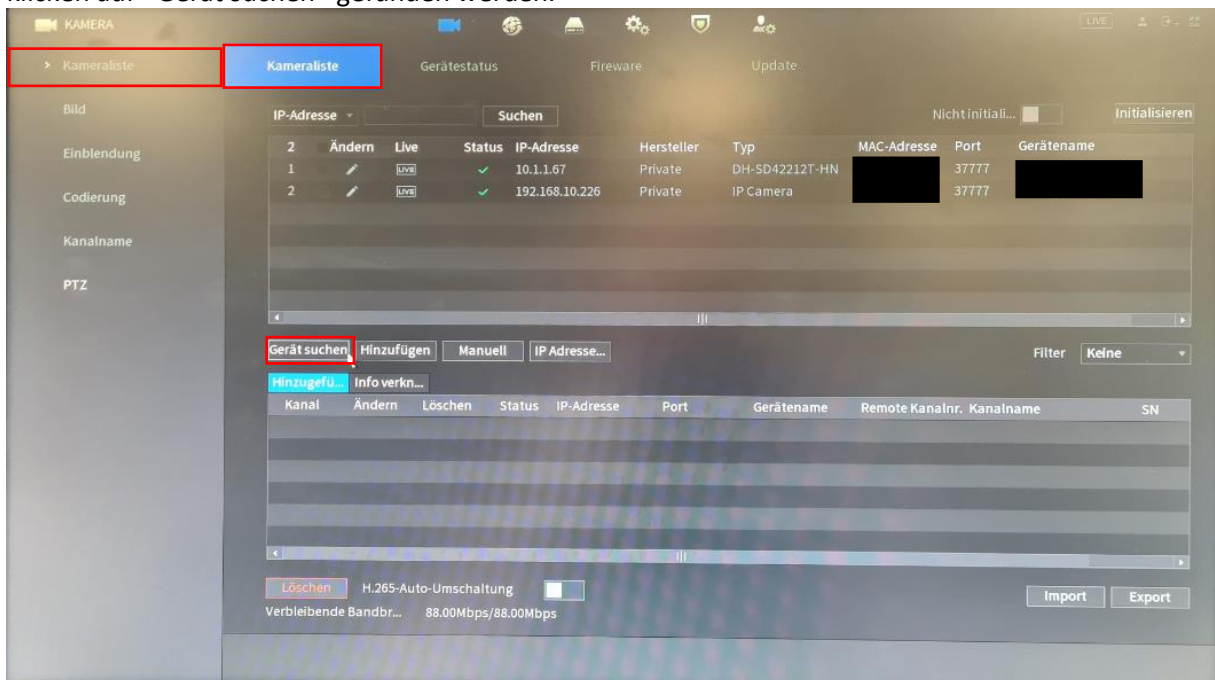 Klicken auf "Gerät suchen" gefunden werden.
KAMERA
LIVE
> Kameraliste
Kameraliste Gerätestatus Fireware Update
Bild
IP-Adresse Suchen Nicht initiali... Initialisieren
Einblendung
2 Ändern Live Status IP-Adresse Hersteller Typ MAC-Adresse Port Gerätename
1 LIVE 10.1.1.67 Private DH-SD42212T-HN 37777
2 LIVE 192.168.10.226 Private IP Camera 37777
Codierung
Kanalname
PTZ
Gerät suchen Hinzufügen Manuell IP Adresse... Filter Keine
Hinzugefü... Info verkn...
Kanal Ändern Löschen Status IP-Adresse Port Gerätename Remote Kanalnr. Kanalname SN
Löschen H.265-Auto-Umschaltung
Import Export
Verbleibende Bandbr... 88.00Mbps/88.00Mbps